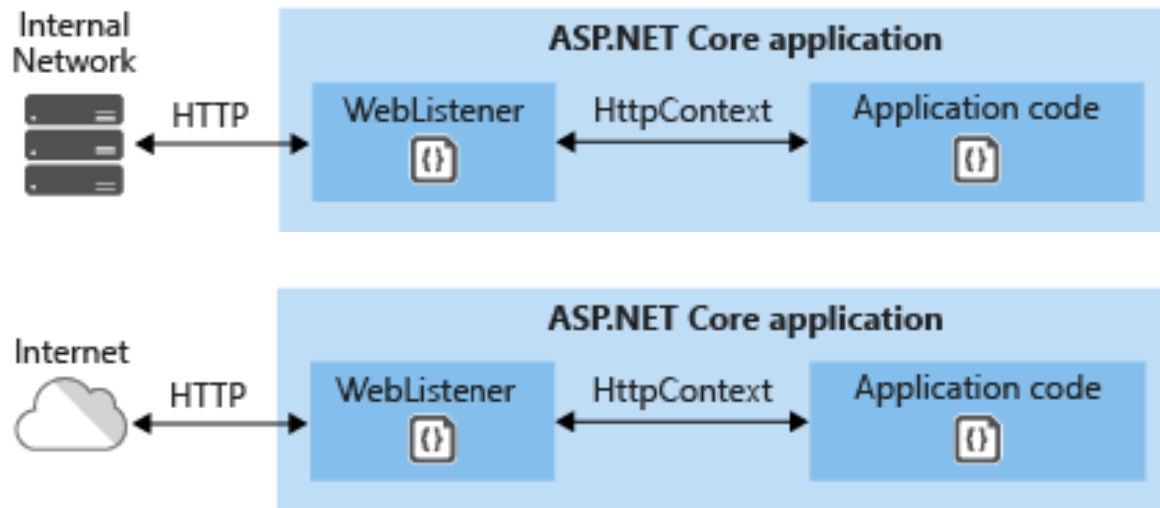 Internal
Network
ASP.NET Core application
HTTP
WebListener
{}
HttpContext
Application code
{}
ASP.NET Core application
Internet
HTTP
WebListener
{}
HttpContext
Application code
{}